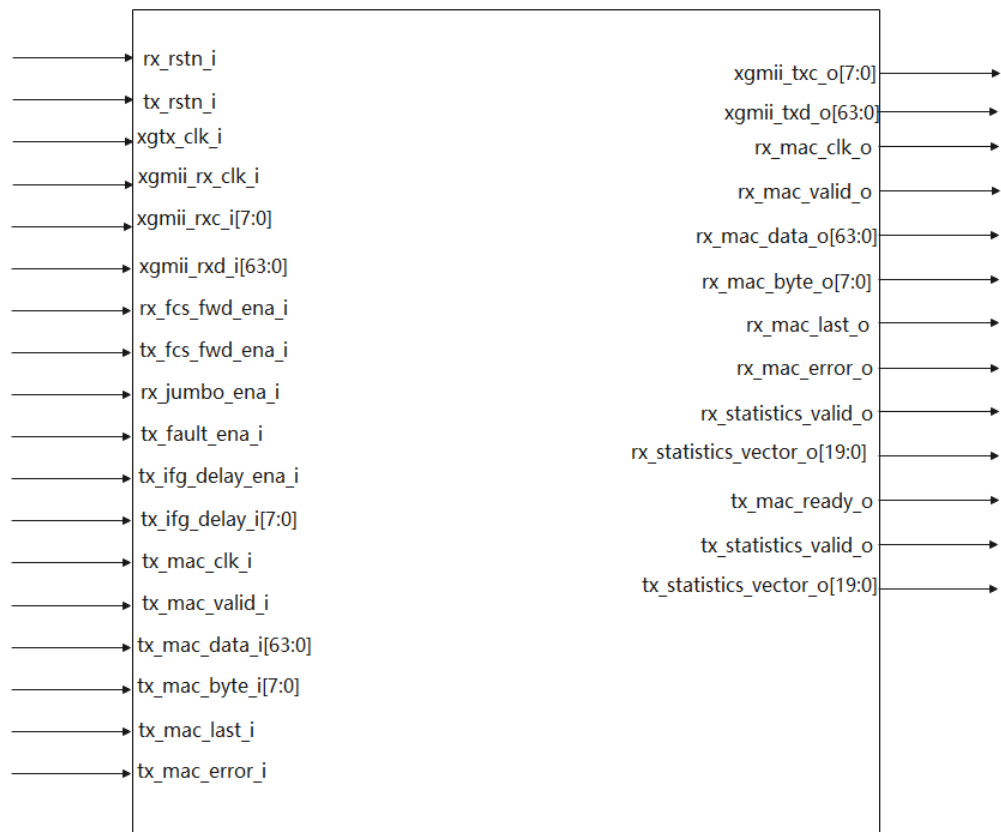 rx_rstn_i
tx_rstn_i
xgtx_clk_i
xgmii_rx_clk_i
xgmii_rxc_i[7:0]
xgmii_rxd_i[63:0]
rx_fcs_fwd_ena_i
tx_fcs_fwd_ena_i
rx_jumbo_ena_i
tx_fault_ena_i
tx_ifg_delay_ena_i
tx_ifg_delay_i[7:0]
tx_mac_clk_i
tx_mac_valid_i
tx_mac_data_i[63:0]
tx_mac_byte_i[7:0]
tx_mac_last_i
tx_mac_error_i
xgmii_txc_o[7:0]
xgmii_txd_o[63:0]
rx_mac_clk_o
rx_mac_valid_o
rx_mac_data_o[63:0]
rx_mac_byte_o[7:0]
rx_mac_last_o
rx_mac_error_o
rx_statistics_valid_o
rx_statistics_vector_o[19:0]
tx_mac_ready_o
tx_statistics_valid_o
tx_statistics_vector_o[19:0]